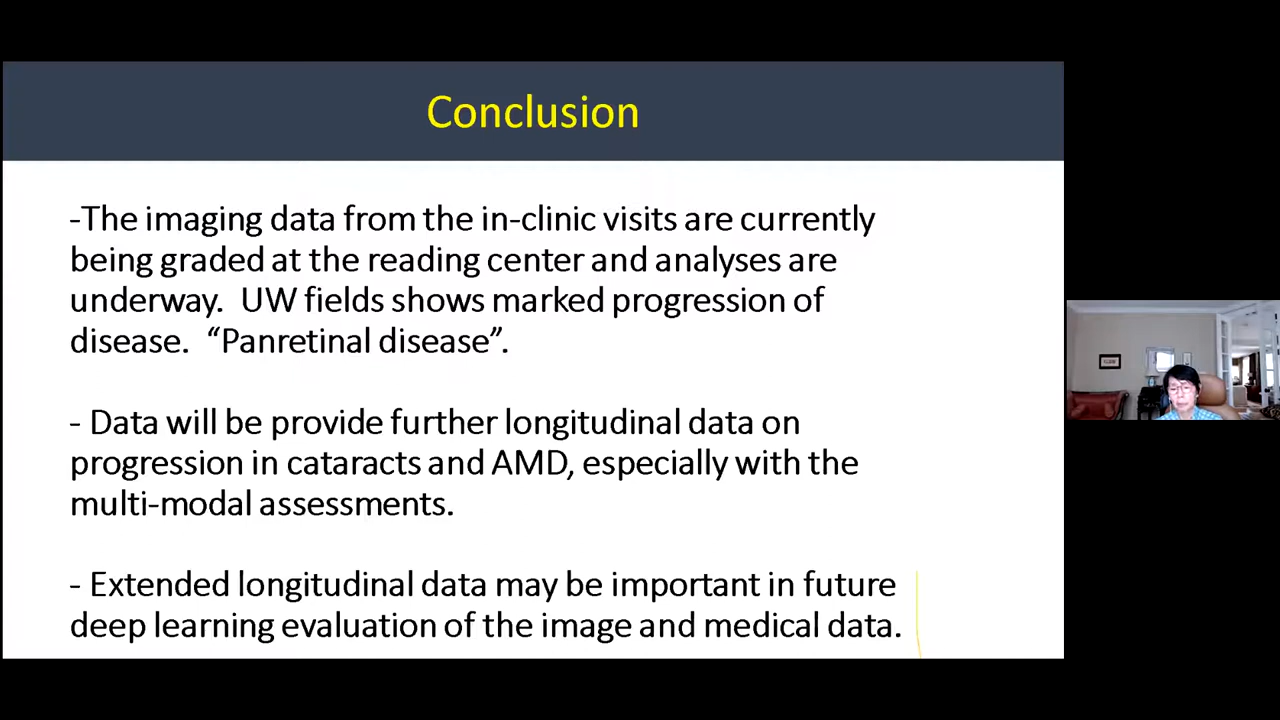 Conclusion
-The imaging data from the in-clinic visits are currently
being graded at the reading center and analyses are
underway.  UW fields shows marked progression of
disease.  “Panretinal disease”.
- Data will be provide further longitudinal data on
progression in cataracts and AMD, especially with the
multi-modal assessments.
- Extended longitudinal data may be important in future
deep learning evaluation of the image and medical data.